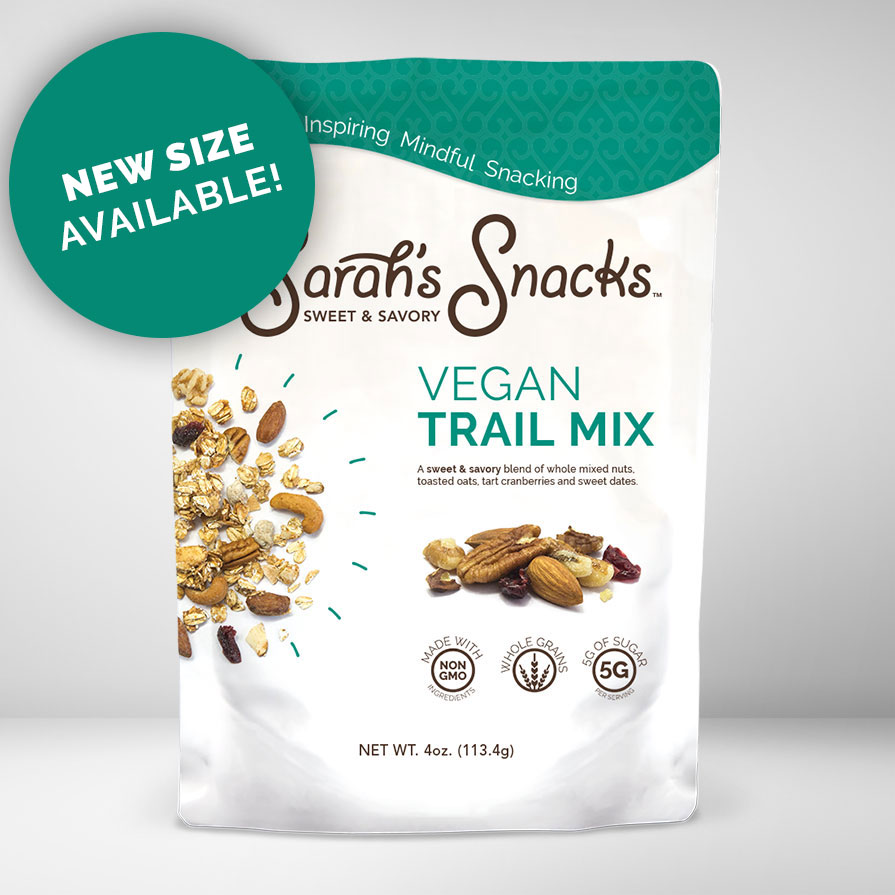 NEW SIZE
AVAILABLE!
Inspiring Mindful Snacking
Sarah's Snacks™
SWEET & SAVORY
VEGAN
TRAIL MIX
A sweet & savory blend of whole mixed nuts,
toasted oats, tart cranberries and sweet dates.
MADE WITH
NON
GMO
INGREDIENTS
WHOLE GRAINS
5G OF SUGAR
5G
PER SERVING
NET WT. 4oz. (113.4g)